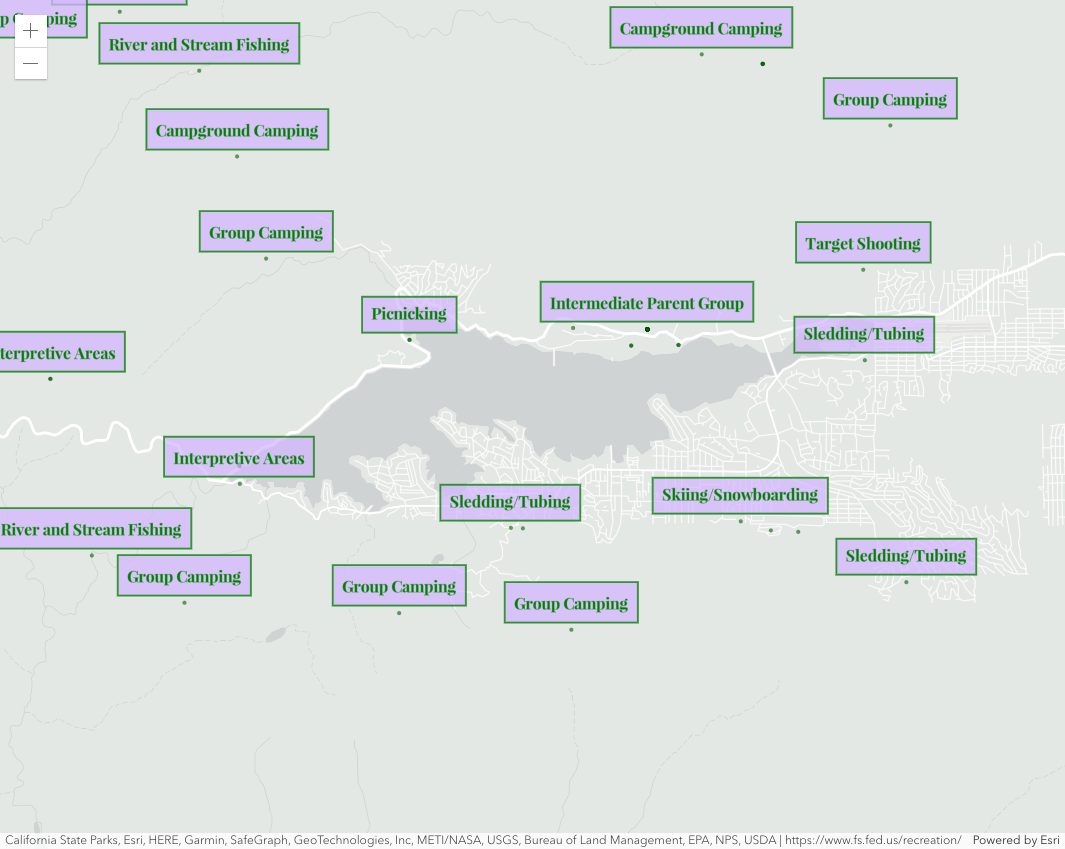 Camping
River and Stream Fishing
Campground Camping
Campground Camping
Group Camping
Group Camping
Target Shooting
Intermediate Parent Group
Picnicking
Sledding/Tubing
terpretive Areas
Interpretive Areas
Sledding/Tubing
Skiing/Snowboarding
River and Stream Fishing
Sledding/Tubing
Group Camping
Group Camping
Group Camping
California State Parks, Esri, HERE, Garmin, SafeGraph, GeoTechnologies, Inc, METI/NASA, USGS, Bureau of Land Management, EPA, NPS, USDA | https://www.fs.fed.us/recreation/ Powered by Esri